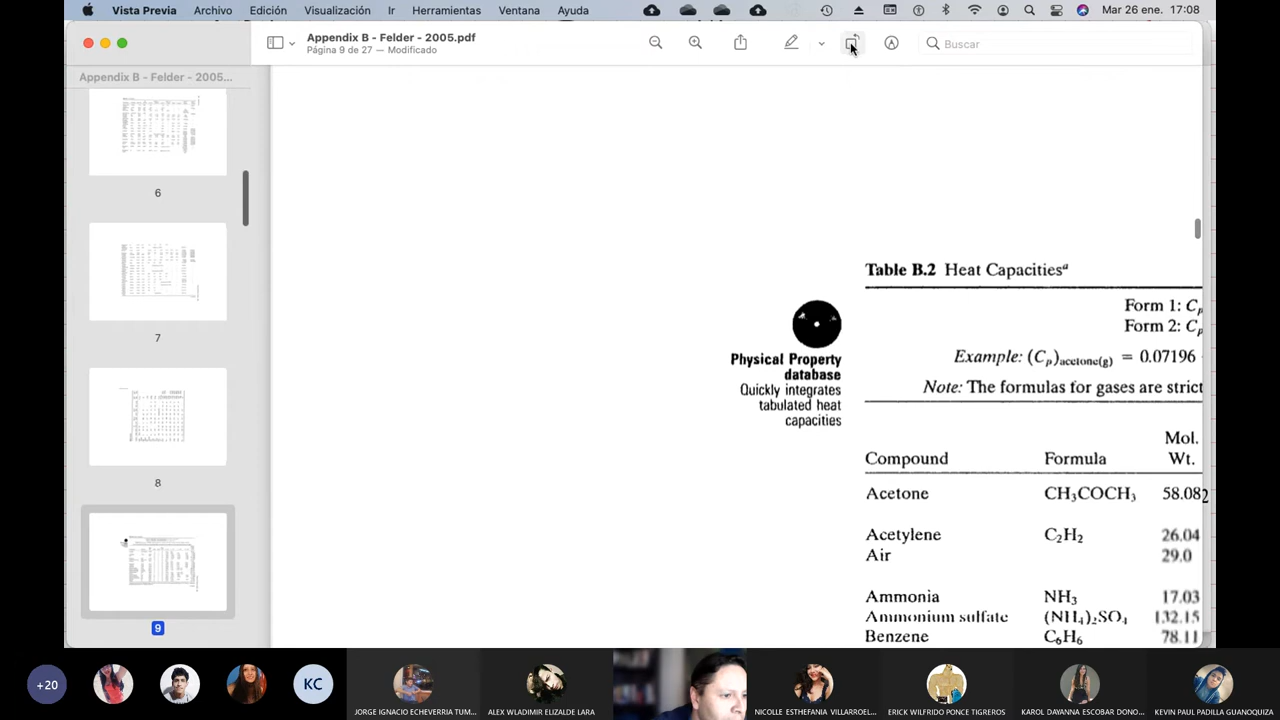 Vista Previa Archivo Edición Visualización Ir Herramientas Ventana Ayuda Mar 26 ene. 17:08
Appendix B - Felder - 2005.pdf
Página 9 de 27 — Modificado
Buscar
Appendix B - Felder - 2005...
6
7
8
9
Table B.2 Heat Capacitiesᵃ
Form 1: Cₚ
Form 2: Cₚ
Example: (Cₚ)acetone(g) = 0.07196
Note: The formulas for gases are strict
Physical Property
database
Quickly integrates
tabulated heat
capacities
Mol.
Compound Formula Wt.
Acetone CH₃COCH₃ 58.08
Acetylene C₂H₂ 26.04
Air 29.0
Ammonia NH₃ 17.03
Ammonium sulfate (NH₄)₂SO₄ 132.15
Benzene C₆H₆ 78.11
+20 KC
JORGE IGNACIO ECHEVERRIA TUM... ALEX WLADIMIR ELIZALDE LARA NICOLLE ESTHEFANIA VILLARROEL... ERICK WILFRIDO PONCE TIGREROS KAROL DAYANNA ESCOBAR DONO... KEVIN PAUL PADILLA GUANOQUIZA